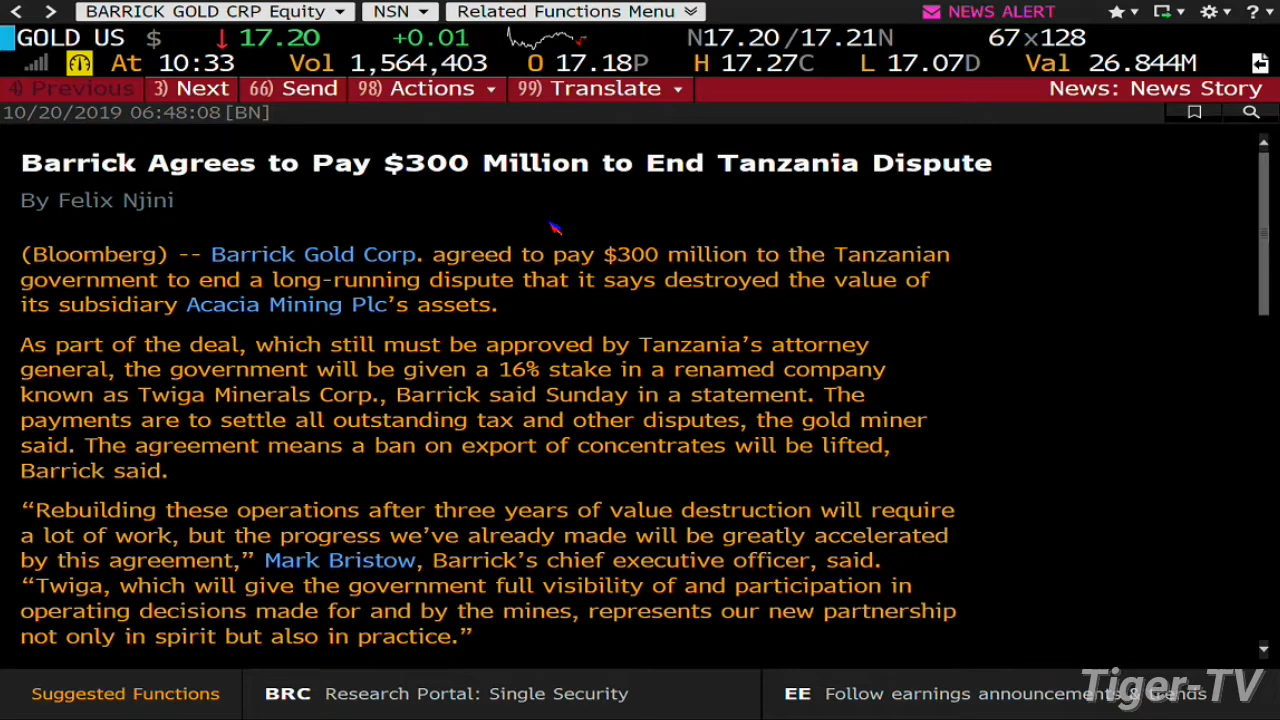 BARRICK GOLD CRP Equity NSN Related Functions Menu NEWS ALERT
GOLD US $ ↓ 17.20 +0.01 N17.20 /17.21N 67×128
At 10:33 Vol 1,564,403 O 17.18P H 17.27C L 17.07D Val 26.844M
4) Previous 3) Next 66) Send 98) Actions 99) Translate News: News Story
10/20/2019 06:48:08 [BN]
Barrick Agrees to Pay $300 Million to End Tanzania Dispute
By Felix Njini
(Bloomberg) -- Barrick Gold Corp. agreed to pay $300 million to the Tanzanian
government to end a long-running dispute that it says destroyed the value of
its subsidiary Acacia Mining Plc’s assets.
As part of the deal, which still must be approved by Tanzania’s attorney
general, the government will be given a 16% stake in a renamed company
known as Twiga Minerals Corp., Barrick said Sunday in a statement. The
payments are to settle all outstanding tax and other disputes, the gold miner
said. The agreement means a ban on export of concentrates will be lifted,
Barrick said.
“Rebuilding these operations after three years of value destruction will require
a lot of work, but the progress we’ve already made will be greatly accelerated
by this agreement,” Mark Bristow, Barrick’s chief executive officer, said.
“Twiga, which will give the government full visibility of and participation in
operating decisions made for and by the mines, represents our new partnership
not only in spirit but also in practice.”
Suggested Functions BRC Research Portal: Single Security EE Follow earnings announcements & trends
Tiger-TV